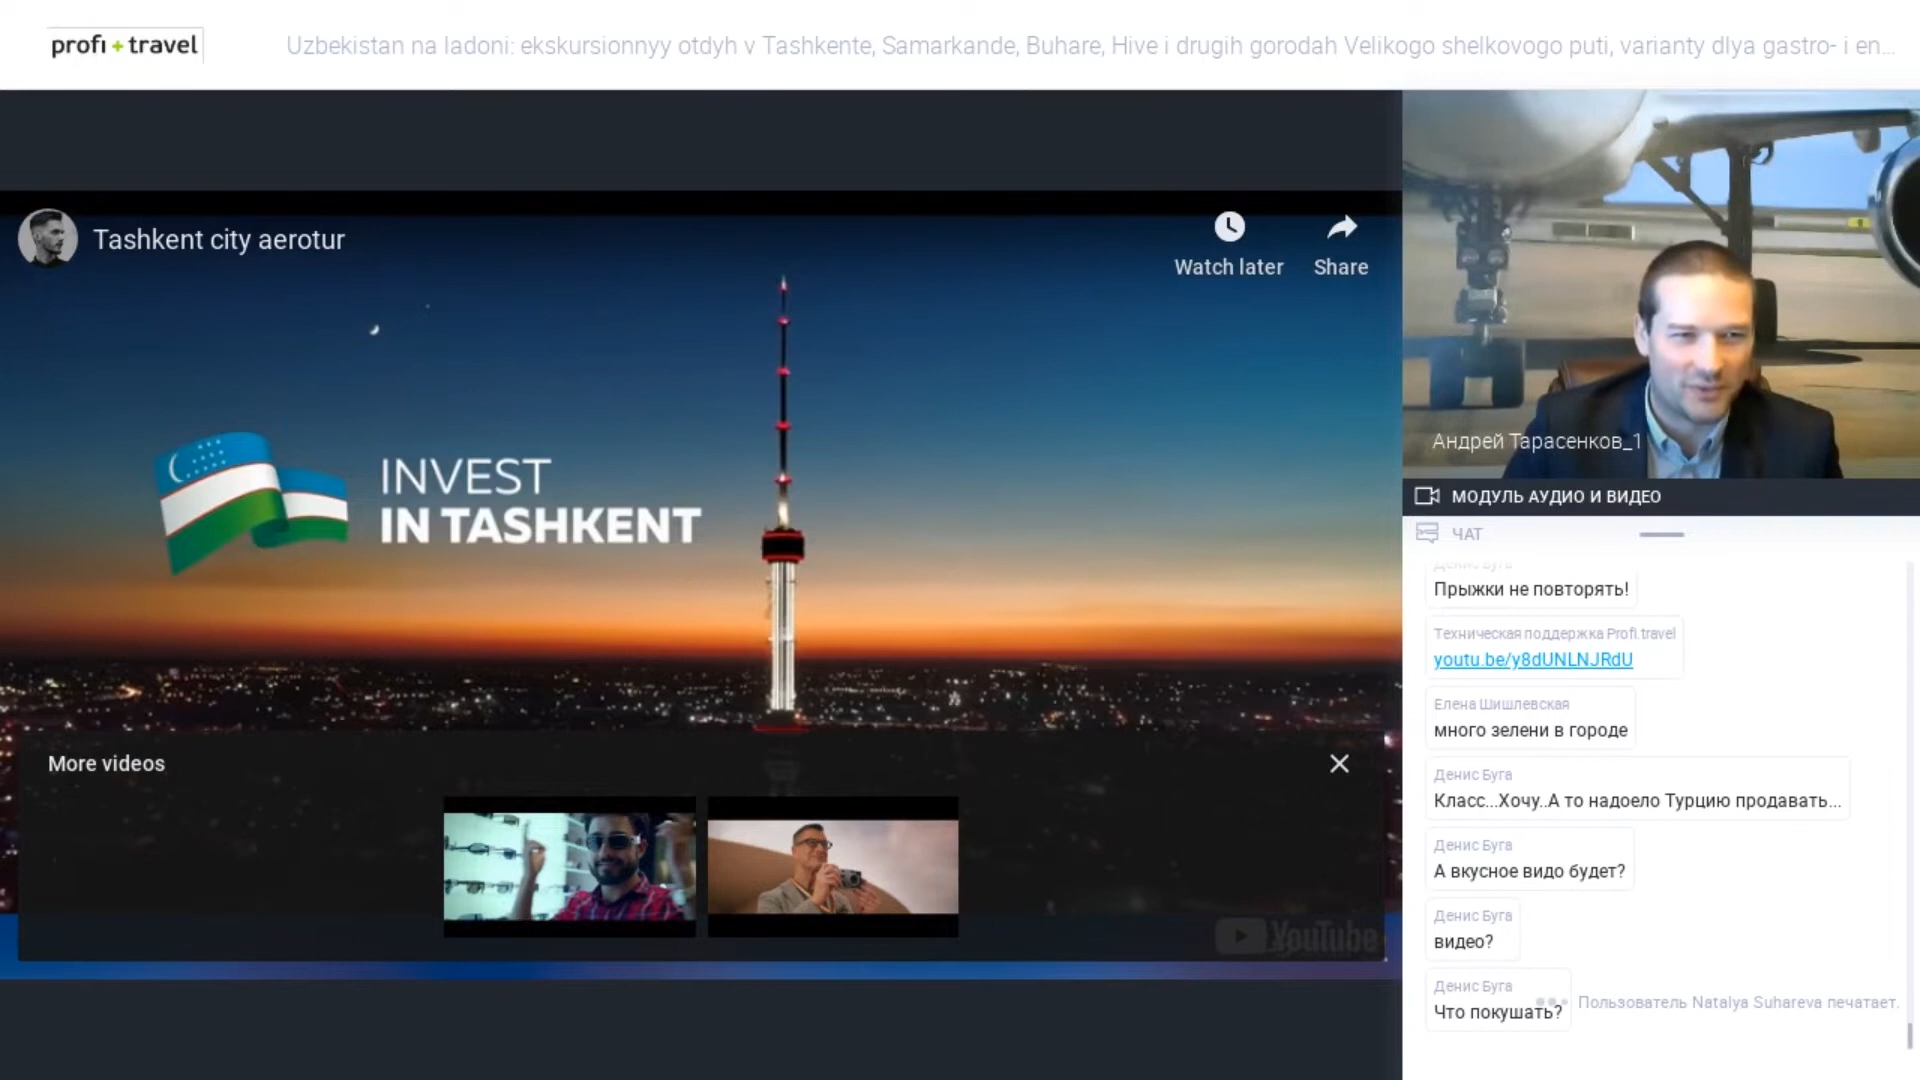 profi + travel
Uzbekistan na ladoni: ekskursionnyy otdyh v Tashkente, Samarkande, Buhare, Hive i drugih gorodah Velikogo shelkovogo puti, varianty dlya gastro- i en...
Tashkent city aerotur
Watch later
Share
INVEST
IN TASHKENT
More videos
YouTube
Андрей Тарасенков_1
МОДУЛЬ АУДИО И ВИДЕО
ЧАТ
Денис Буга
Прыжки не повторять!
Техническая поддержка Profi.travel
youtu.be/y8dUNLNJRdU
Елена Шишлевская
много зелени в городе
Денис Буга
Класс...Хочу..А то надоело Турцию продавать...
Денис Буга
А вкусное видо будет?
Денис Буга
видео?
Денис Буга
Что покушать?
Пользователь Natalya Suhareva печатает.